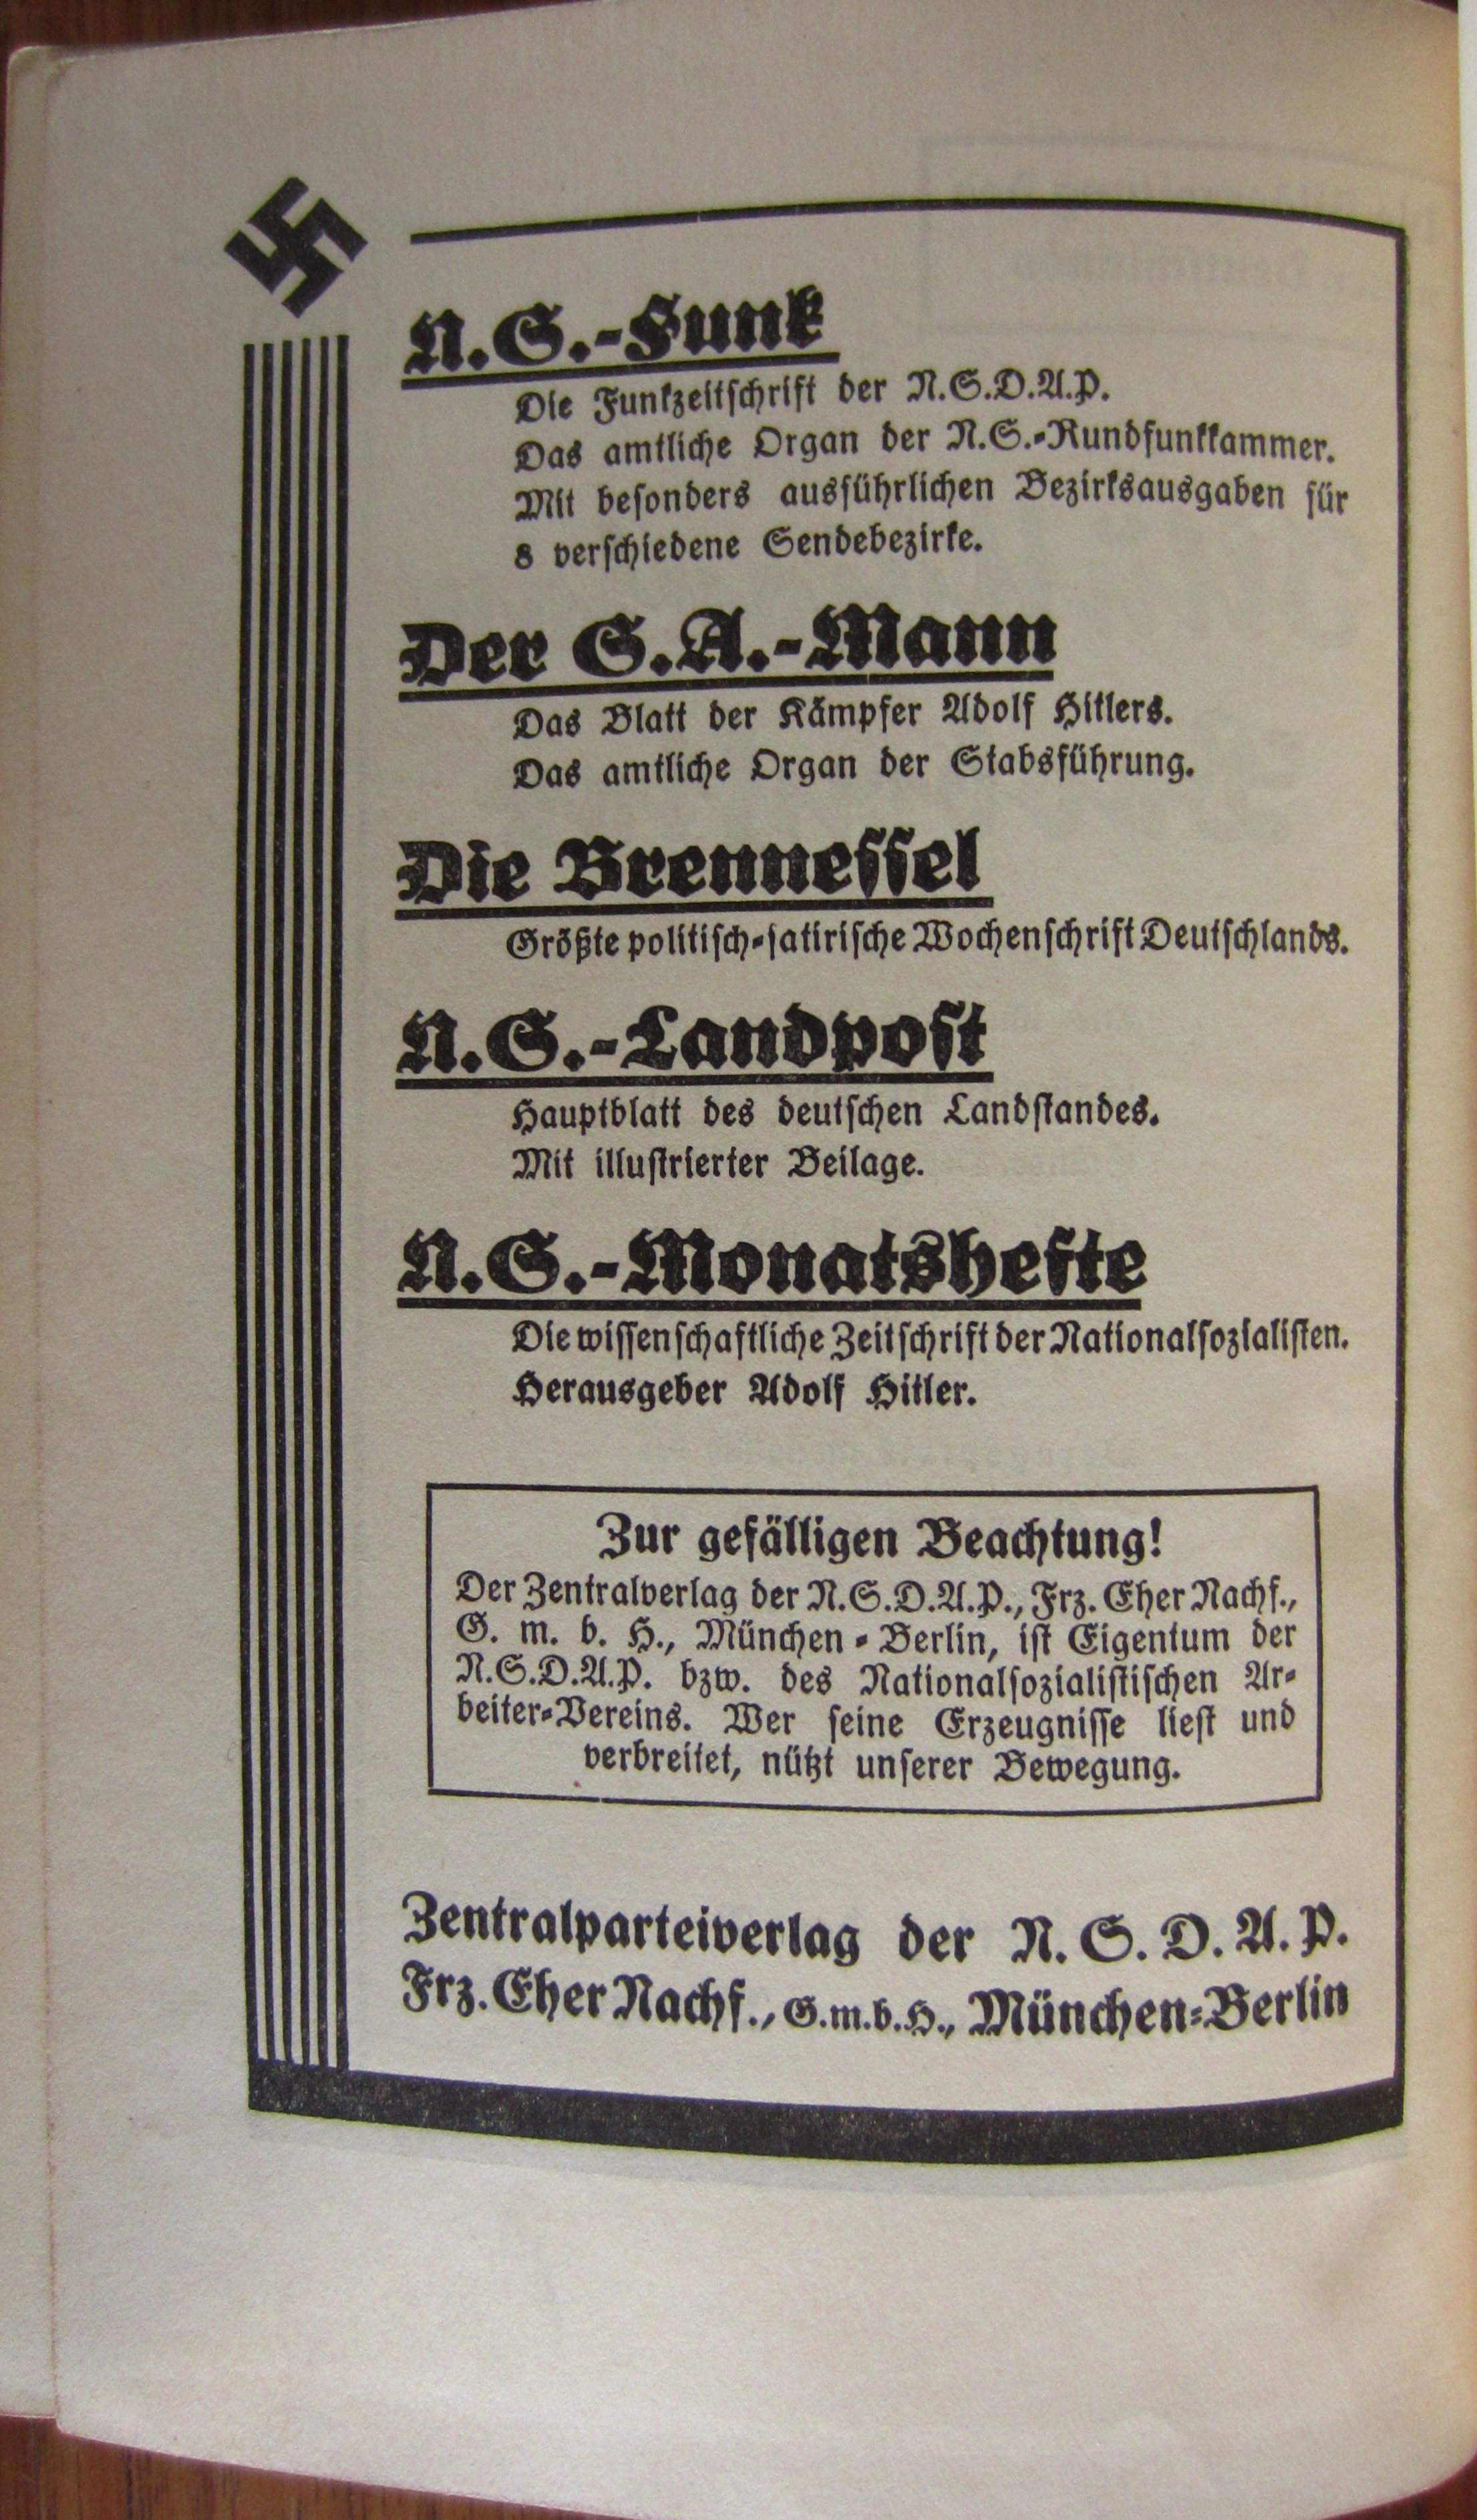 N.S.-Funk
Die Funkzeitschrift der N.S.D.A.P.
Das amtliche Organ der N.S.-Rundfunkkammer.
Mit besonders ausführlichen Bezirksausgaben für
8 verschiedene Sendebezirke.
Der S.A.-Mann
Das Blatt der Kämpfer Adolf Hitlers.
Das amtliche Organ der Stabsführung.
Die Brennessel
Größte politisch-satirische Wochenschrift Deutschlands.
N.S.-Landpost
Hauptblatt des deutschen Landstandes.
Mit illustrierter Beilage.
N.S.-Monatshefte
Die wissenschaftliche Zeitschrift der Nationalsozialisten.
Herausgeber Adolf Hitler.
Zur gefälligen Beachtung!
Der Zentralverlag der N.S.D.A.P., Frz. Eher Nachf.,
G. m. b. H., München-Berlin, ist Eigentum der
N.S.D.A.P. bzw. des Nationalsozialistischen Ar-
beiter-Vereins. Wer seine Erzeugnisse liest und
verbreitet, nützt unserer Bewegung.
Zentralparteiverlag der N.S.D.A.P.
Frz. Eher Nachf., G.m.b.H., München-Berlin